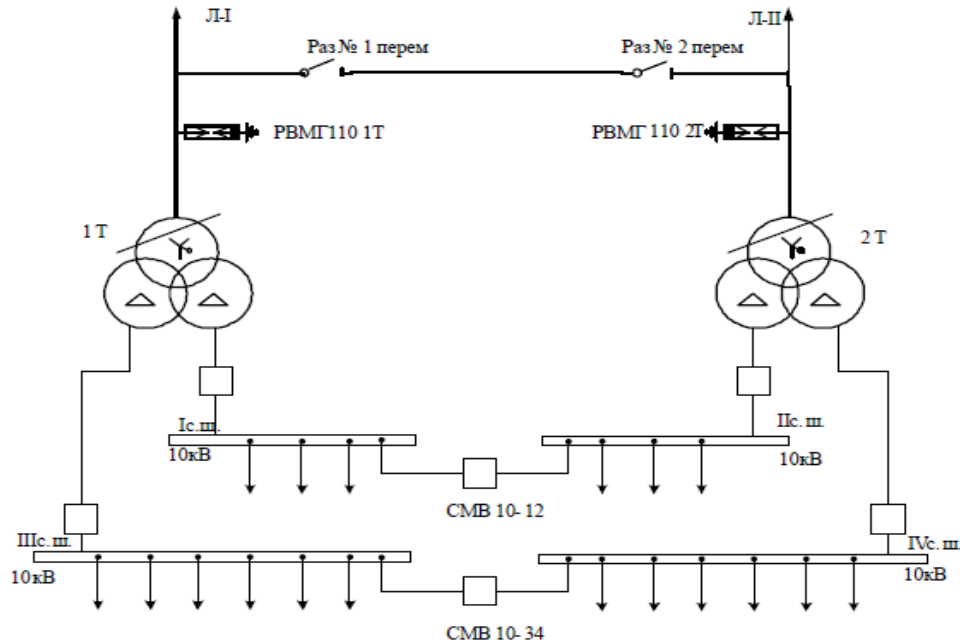 Л-I
Л-II
Раз № 1 перем
Раз № 2 перем
РВМГ110 1Т
РВМГ 110 2Т
1 Т
2 Т
Iс. ш.
10кВ
IIс. ш.
10кВ
СМВ 10- 12
IIIс. ш.
10кВ
IVс. ш.
10кВ
СМВ 10- 34